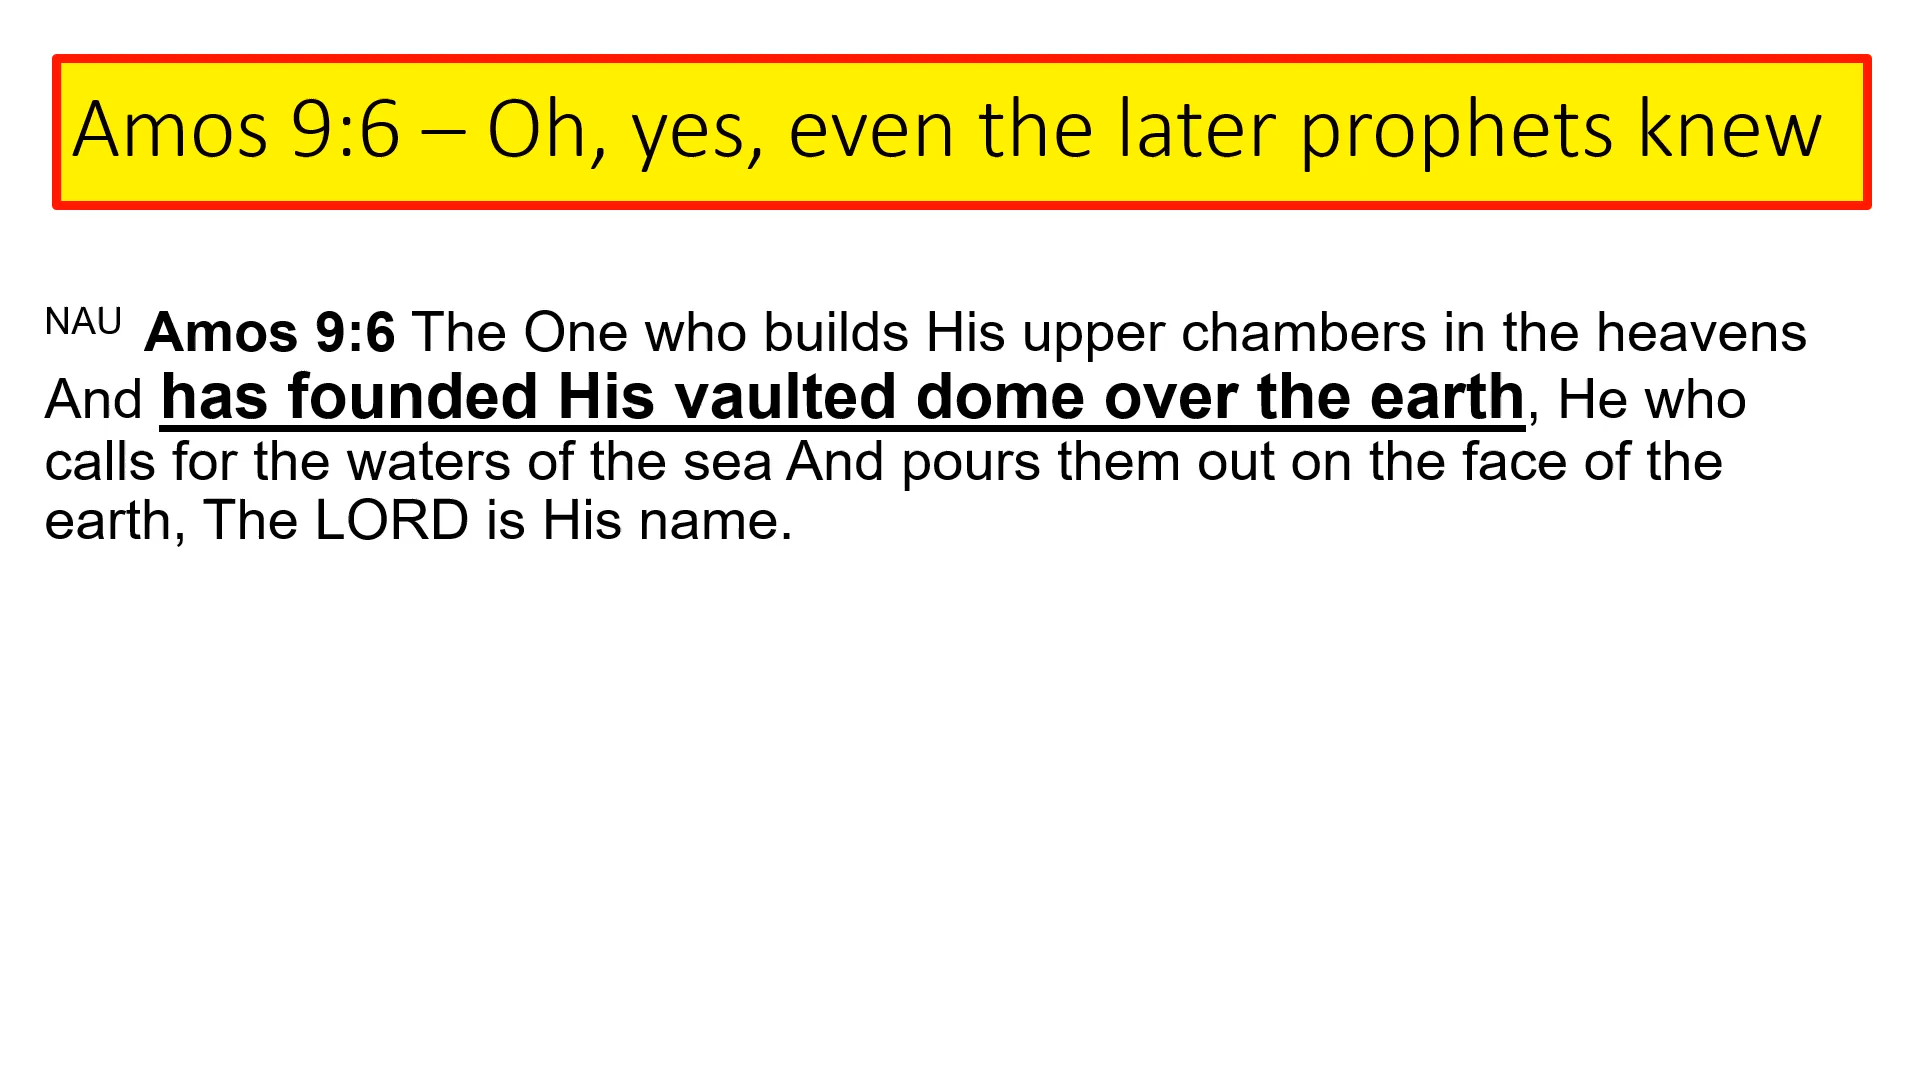 Amos 9:6 – Oh, yes, even the later prophets knew
NAU Amos 9:6 The One who builds His upper chambers in the heavens
And has founded His vaulted dome over the earth, He who
calls for the waters of the sea And pours them out on the face of the
earth, The LORD is His name.